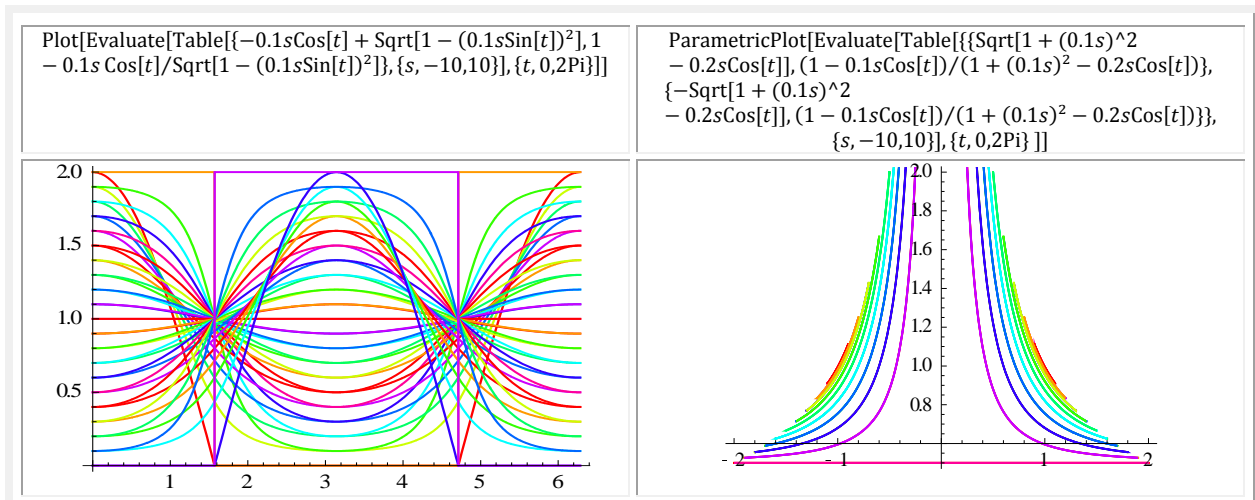 Plot[Evaluate[Table[{−0.1sCos[t] + Sqrt[1 − (0.1sSin[t])²], 1
− 0.1s Cos[t]/Sqrt[1 − (0.1sSin[t])²]}, {s, −10,10}], {t, 0,2Pi}]]
ParametricPlot[Evaluate[Table[{{Sqrt[1 + (0.1s)^2
− 0.2sCos[t]], (1 − 0.1sCos[t])/(1 + (0.1s)² − 0.2sCos[t])},
{−Sqrt[1 + (0.1s)^2
− 0.2sCos[t]], (1 − 0.1sCos[t])/(1 + (0.1s)² − 0.2sCos[t])}},
{s, −10,10}], {t, 0,2Pi} ]]
2.0
1.5
1.0
0.5
1 2 3 4 5 6
2.0
1.8
1.6
1.4
1.2
1.0
0.8
- 2 - 1 1 2